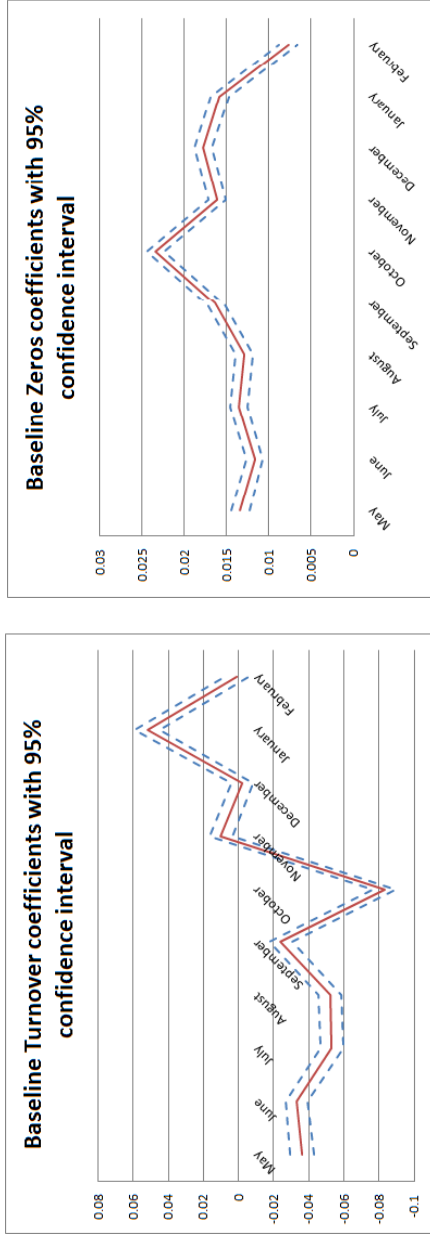 Baseline Turnover coefficients with 95%
confidence interval
0.08
0.06
0.04
0.02
0
-0.02
-0.04
-0.06
-0.08
-0.1
May
June
July
August
September
October
November
December
January
February
Baseline Zeros coefficients with 95%
confidence interval
0.03
0.025
0.02
0.015
0.01
0.005
0
May
June
July
August
September
October
November
December
January
February